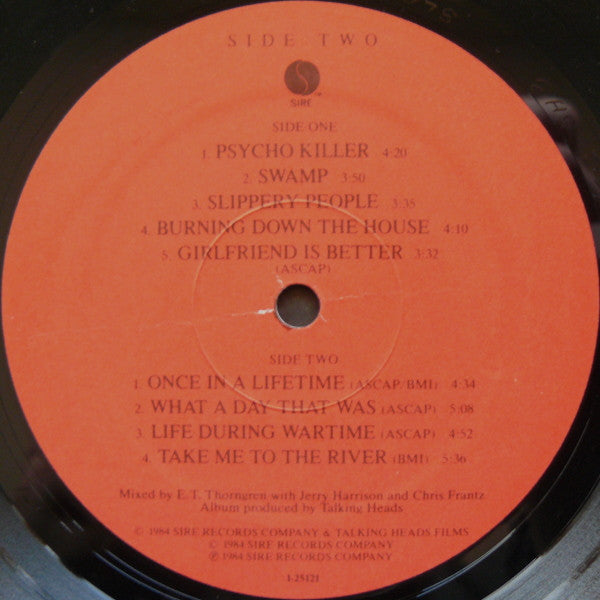 SIDE TWO
SIRE
SIDE ONE
1. PSYCHO KILLER 4:20
2. SWAMP 3:50
3. SLIPPERY PEOPLE 3:35
4. BURNING DOWN THE HOUSE 4:10
5. GIRLFRIEND IS BETTER 3:32
(ASCAP)
SIDE TWO
1. ONCE IN A LIFETIME (ASCAP/BMI) 4:34
2. WHAT A DAY THAT WAS (ASCAP) 5:08
3. LIFE DURING WARTIME (ASCAP) 4:52
4. TAKE ME TO THE RIVER (BMI) 5:36
Mixed by E. T. Thorngren with Jerry Harrison and Chris Frantz
Album produced by Talking Heads
© 1984 SIRE RECORDS COMPANY & TALKING HEADS FILMS
© 1984 SIRE RECORDS COMPANY
℗ 1984 SIRE RECORDS COMPANY
1-25121